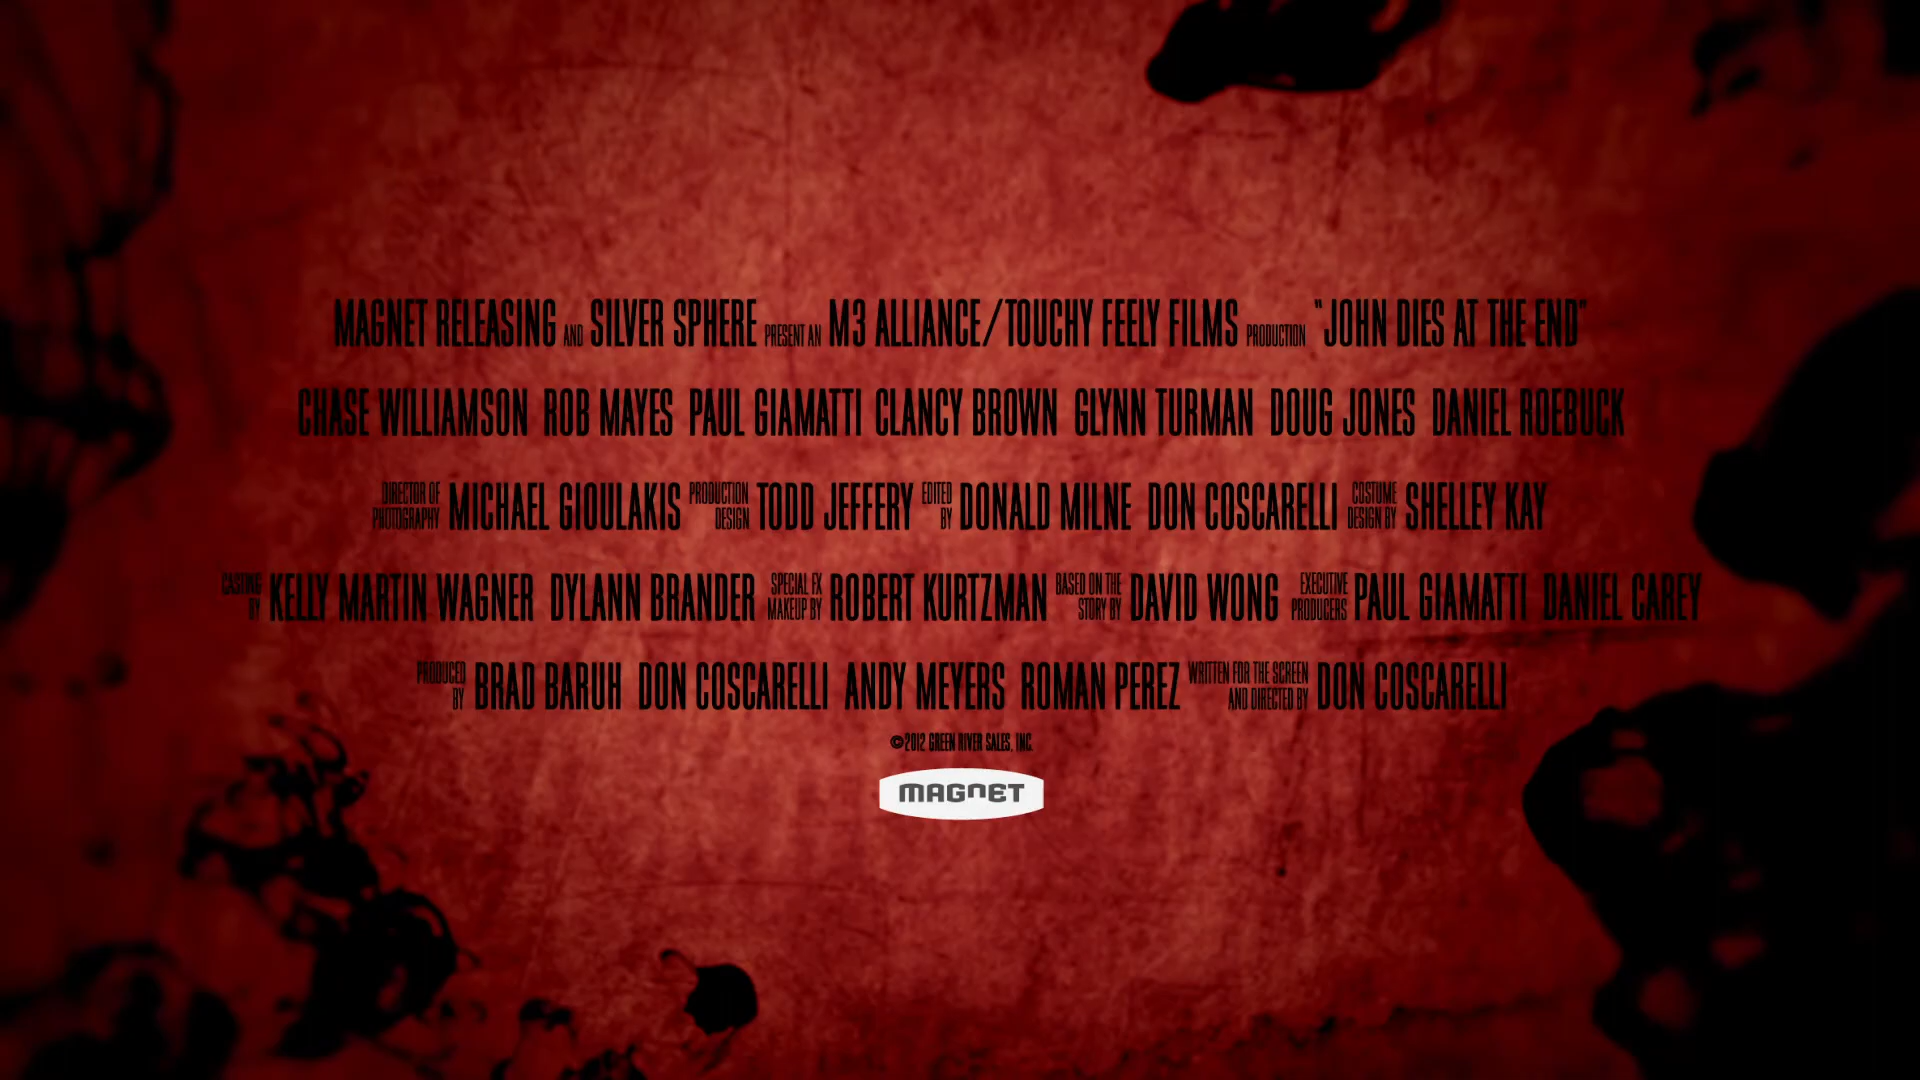 MAGNET RELEASING AND SILVER SPHERE PRESENT AN M3 ALLIANCE/TOUCHY FEELY FILMS PRODUCTION "JOHN DIES AT THE END"
CHASE WILLIAMSON ROB MAYES PAUL GIAMATTI CLANCY BROWN GLYNN TURMAN DOUG JONES DANIEL ROEBUCK
DIRECTOR OF PHOTOGRAPHY MICHAEL GIOULAKIS PRODUCTION DESIGN TODD JEFFERY EDITED BY DONALD MILNE DON COSCARELLI COSTUME DESIGN BY SHELLEY KAY
CASTING BY KELLY MARTIN WAGNER DYLANN BRANDER SPECIAL FX MAKEUP BY ROBERT KURTZMAN BASED ON THE STORY BY DAVID WONG EXECUTIVE PRODUCERS PAUL GIAMATTI DANIEL CAREY
PRODUCED BY BRAD BARUH DON COSCARELLI ANDY MEYERS ROMAN PEREZ WRITTEN FOR THE SCREEN AND DIRECTED BY DON COSCARELLI
©2012 GREEN RIVER SALES, INC.
MAGNET